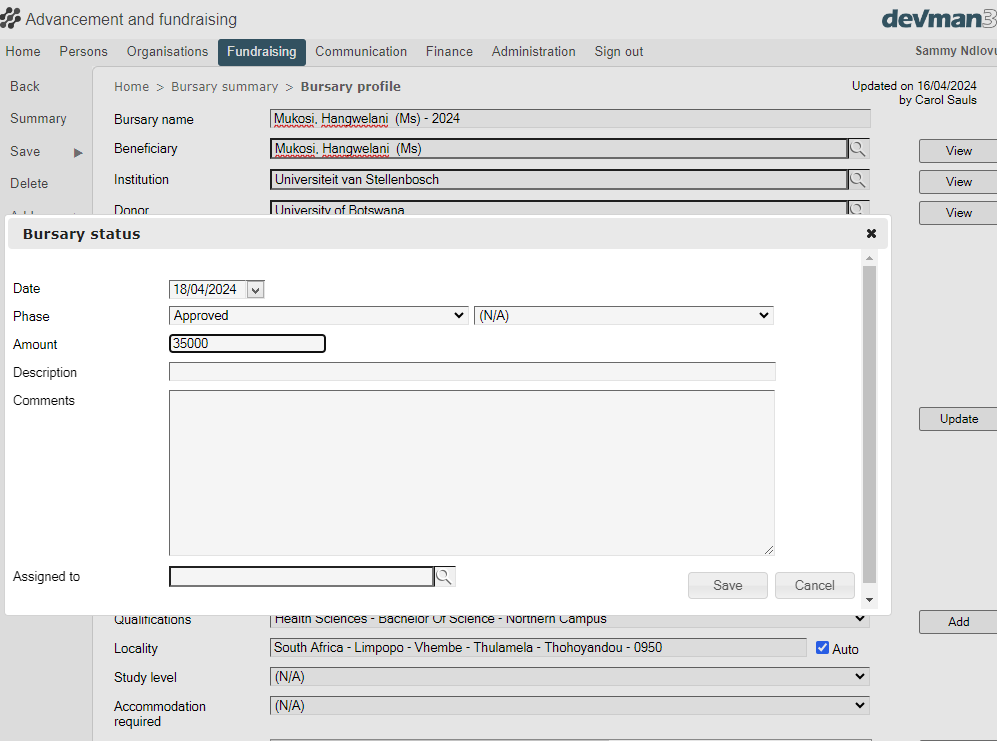 Advancement and fundraising
devman3
Home Persons Organisations Fundraising Communication Finance Administration Sign out Sammy Ndlovu
Back
Summary
Save
Delete
Home > Bursary summary > Bursary profile
Updated on 16/04/2024
by Carol Sauls
Bursary name Mukosi, Hangwelani (Ms) - 2024
Beneficiary Mukosi, Hangwelani (Ms) View
Institution Universiteit van Stellenbosch View
Donor University of Botswana View
Bursary status
Date 18/04/2024
Phase Approved (N/A)
Amount 35000
Description
Comments
Update
Assigned to
Save Cancel
Qualifications Health Sciences - Bachelor Of Science - Northern Campus Add
Locality South Africa - Limpopo - Vhembe - Thulamela - Thohoyandou - 0950 Auto
Study level (N/A)
Accommodation required (N/A)